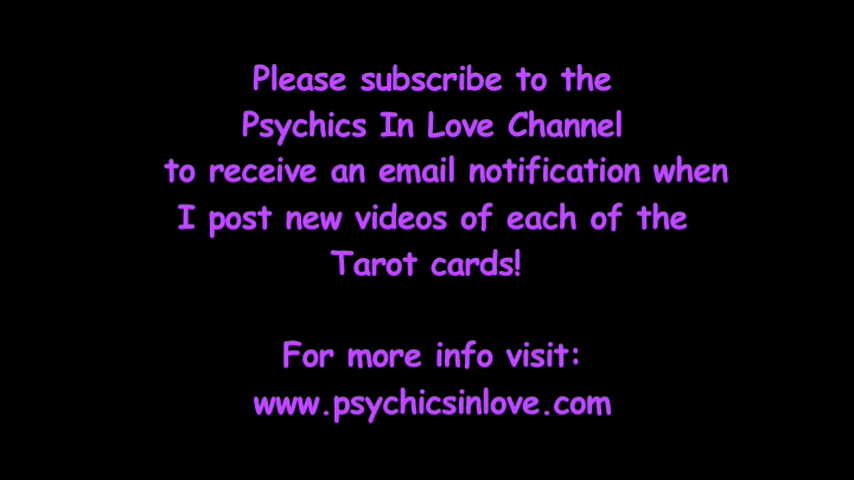 Please subscribe to the
Psychics In Love Channel
to receive an email notification when
I post new videos of each of the
Tarot cards!
For more info visit:
www.psychicsinlove.com